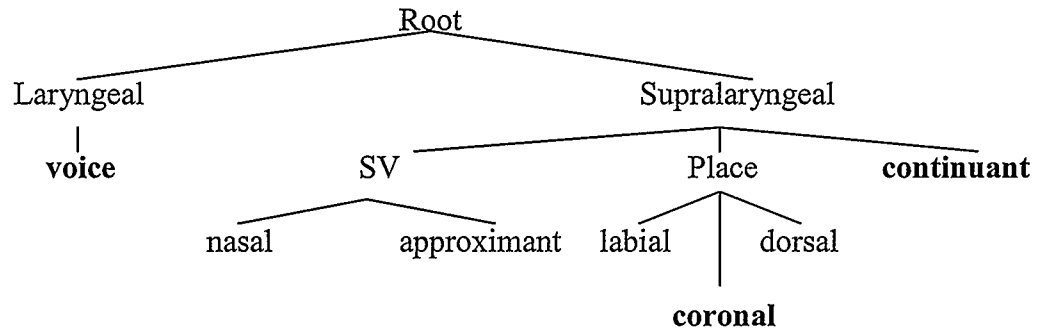 Root
Laryngeal Supralaryngeal
voice SV Place continuant
nasal approximant labial dorsal
coronal